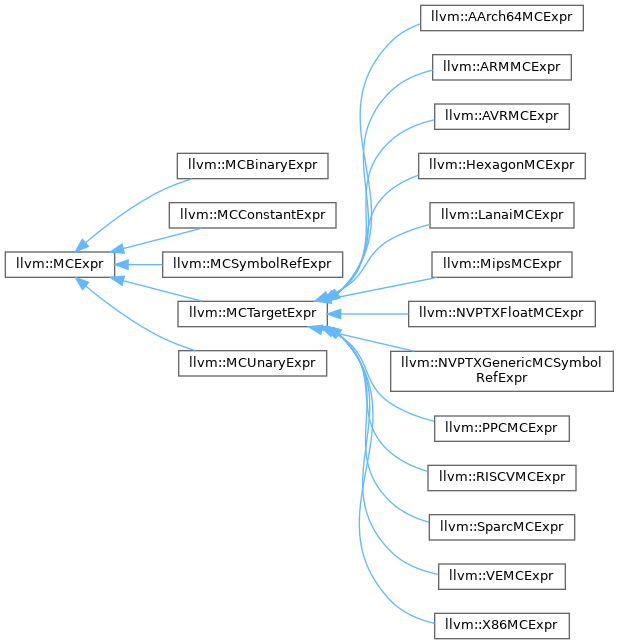 llvm::MCExpr
llvm::MCBinaryExpr
llvm::MCConstantExpr
llvm::MCSymbolRefExpr
llvm::MCTargetExpr
llvm::MCUnaryExpr
llvm::AArch64MCExpr
llvm::ARMMCExpr
llvm::AVRMCExpr
llvm::HexagonMCExpr
llvm::LanaiMCExpr
llvm::MipsMCExpr
llvm::NVPTXFloatMCExpr
llvm::NVPTXGenericMCSymbol
RefExpr
llvm::PPCMCExpr
llvm::RISCVMCExpr
llvm::SparcMCExpr
llvm::VEMCExpr
llvm::X86MCExpr